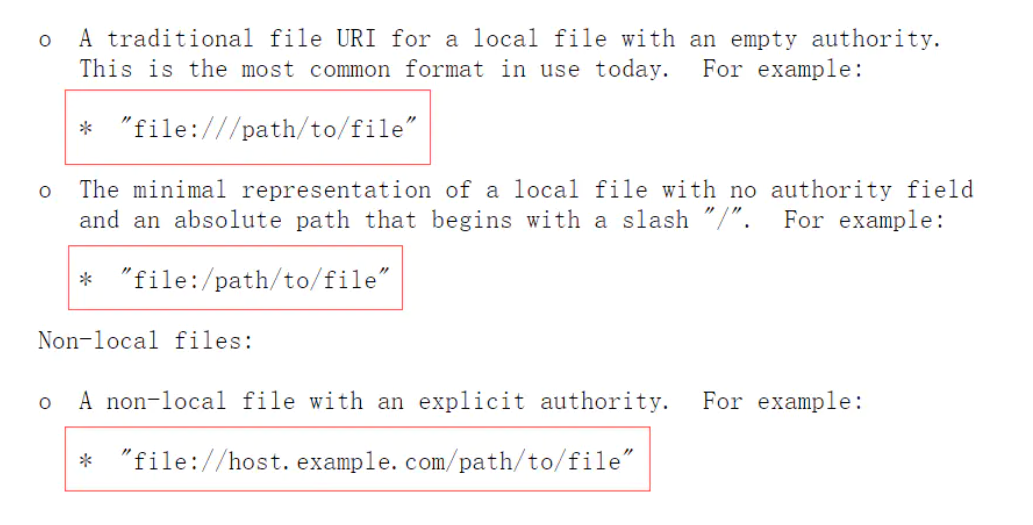 o  A traditional file URI for a local file with an empty authority.
This is the most common format in use today.  For example:
*  "file:///path/to/file"
o  The minimal representation of a local file with no authority field
and an absolute path that begins with a slash "/".  For example:
*  "file:/path/to/file"
Non-local files:
o  A non-local file with an explicit authority.  For example:
*  "file://host.example.com/path/to/file"